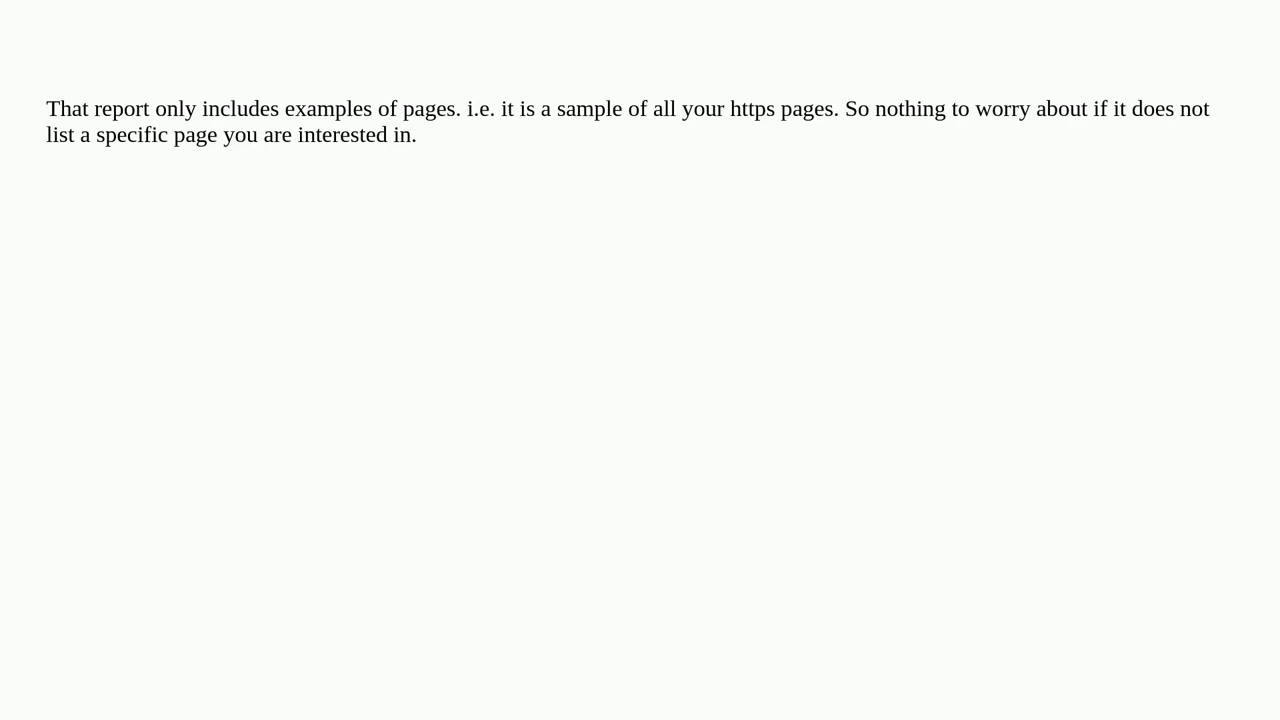 That report only includes examples of pages. i.e. it is a sample of all your https pages. So nothing to worry about if it does not
list a specific page you are interested in.